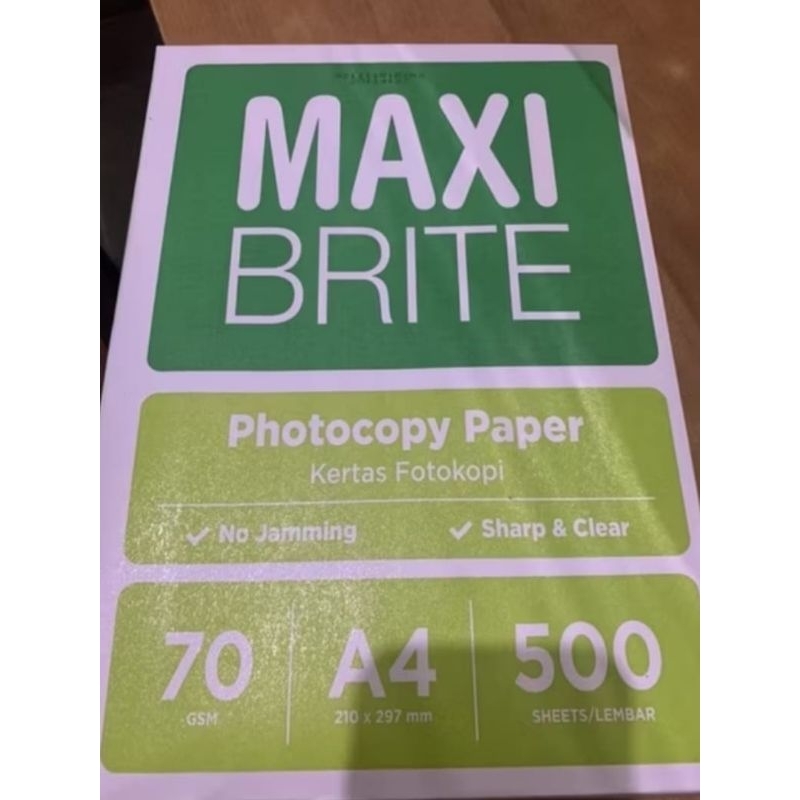 MAXI
BRITE
Photocopy Paper
Kertas Fotokopi
No Jamming
Sharp & Clear
70
A4
500
GSM
210 x 297 mm
SHEETS/LEMBAR